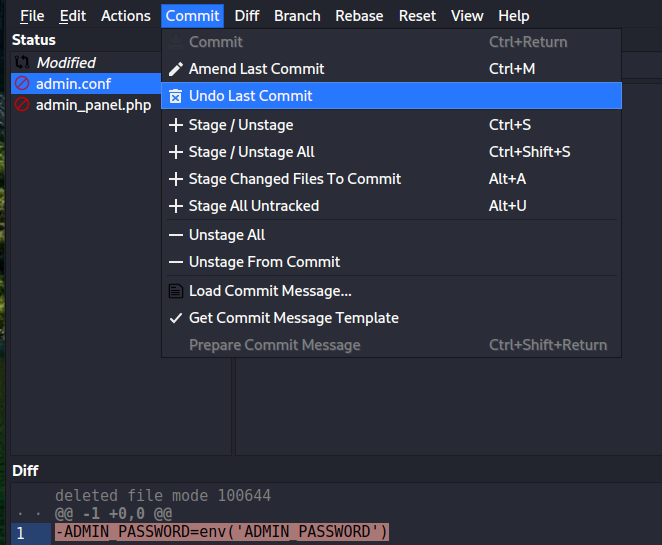 File Edit Actions Commit Diff Branch Rebase Reset View Help
Status
Modified
admin.conf
admin_panel.php
Commit Ctrl+Return
Amend Last Commit Ctrl+M
Undo Last Commit
Stage / Unstage Ctrl+S
Stage / Unstage All Ctrl+Shift+S
Stage Changed Files To Commit Alt+A
Stage All Untracked Alt+U
Unstage All
Unstage From Commit
Load Commit Message...
Get Commit Message Template
Prepare Commit Message Ctrl+Shift+Return
Diff
deleted file mode 100644
· · @@ -1 +0,0 @@
1 -ADMIN_PASSWORD=env('ADMIN_PASSWORD')